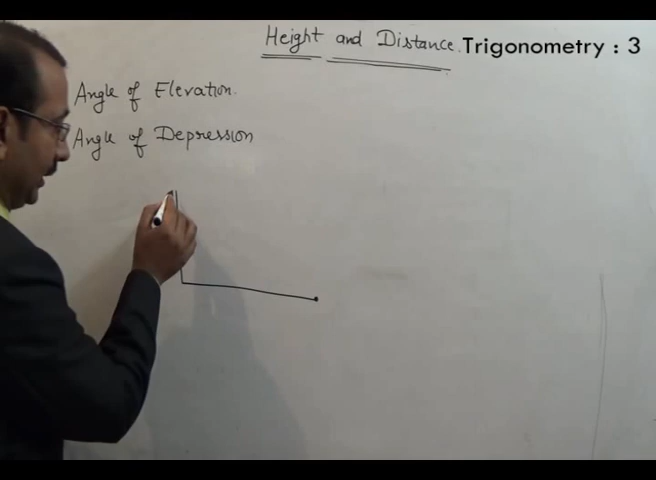 Height and Distance. Trigonometry : 3
Angle of Elevation.
Angle of Depression